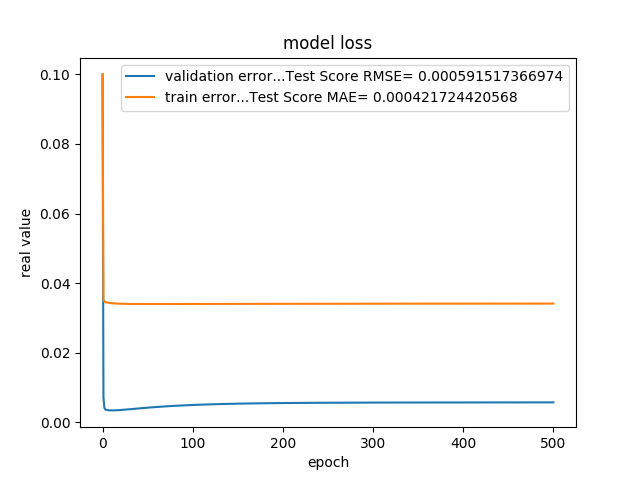 model loss
validation error...Test Score RMSE= 0.000591517366974
train error...Test Score MAE= 0.000421724420568
0.10
0.08
0.06
0.04
0.02
0.00
real value
0 100 200 300 400 500
epoch